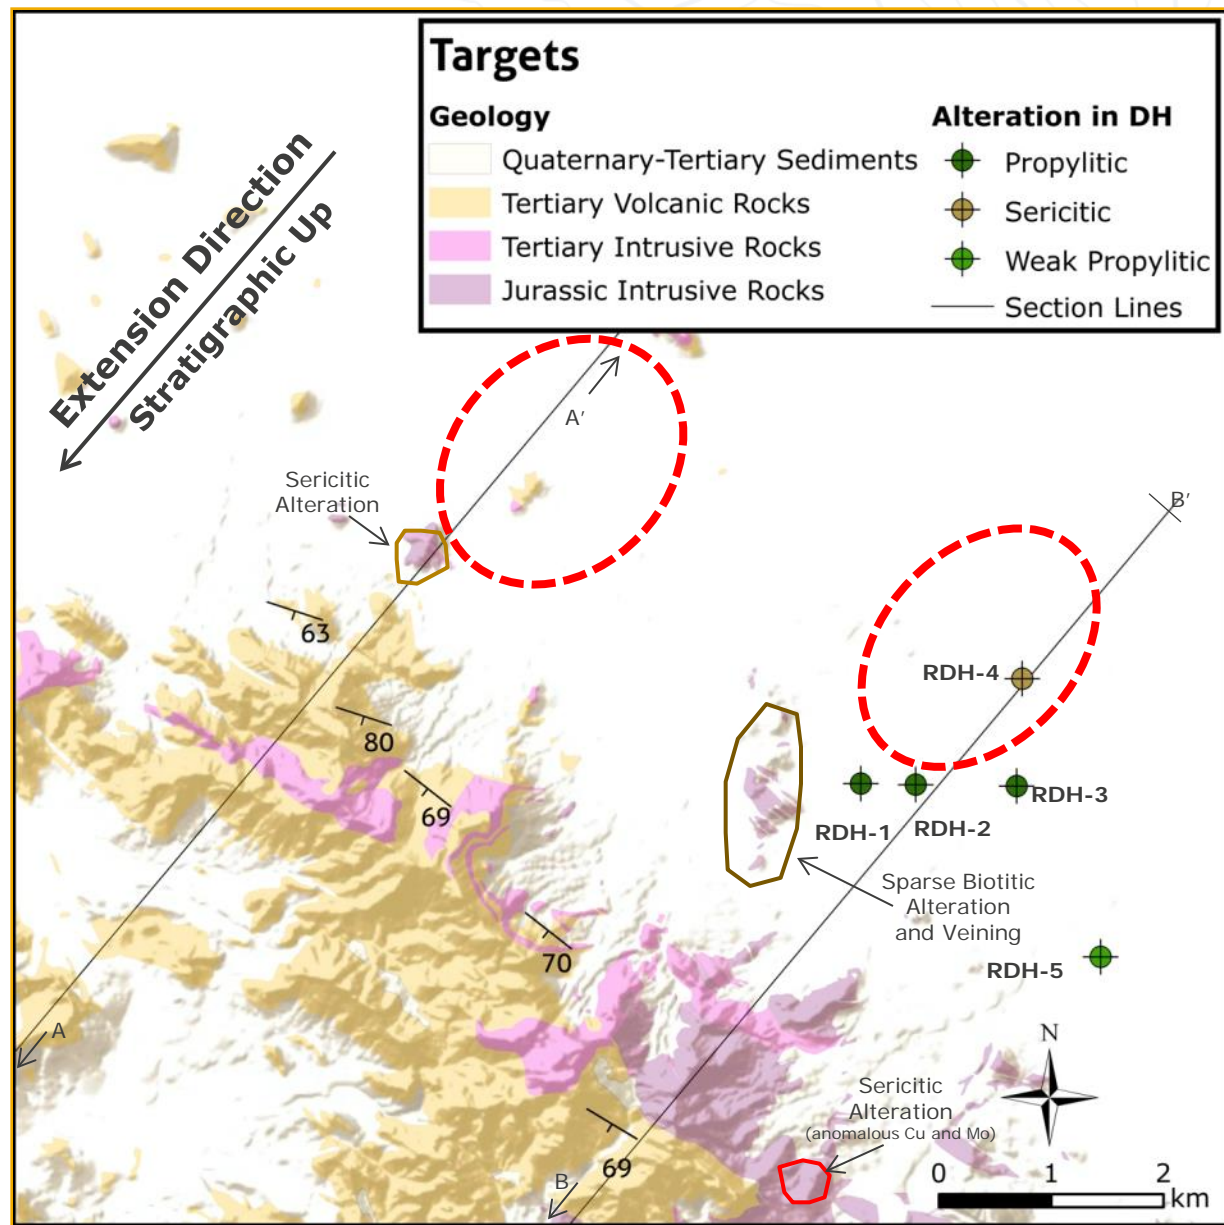 Targets
Geology
Quaternary-Tertiary Sediments
Tertiary Volcanic Rocks
Tertiary Intrusive Rocks
Jurassic Intrusive Rocks
Alteration in DH
Propylitic
Sericitic
Weak Propylitic
Section Lines
Extension Direction
Stratigraphic Up
A'
Sericitic
Alteration
B'
63
RDH-4
80
69
RDH-3
RDH-1
RDH-2
Sparse Biotitic
Alteration
and Veining
70
RDH-5
A
N
Sericitic
Alteration
(anomalous Cu and Mo)
69
B
0 1 2
km